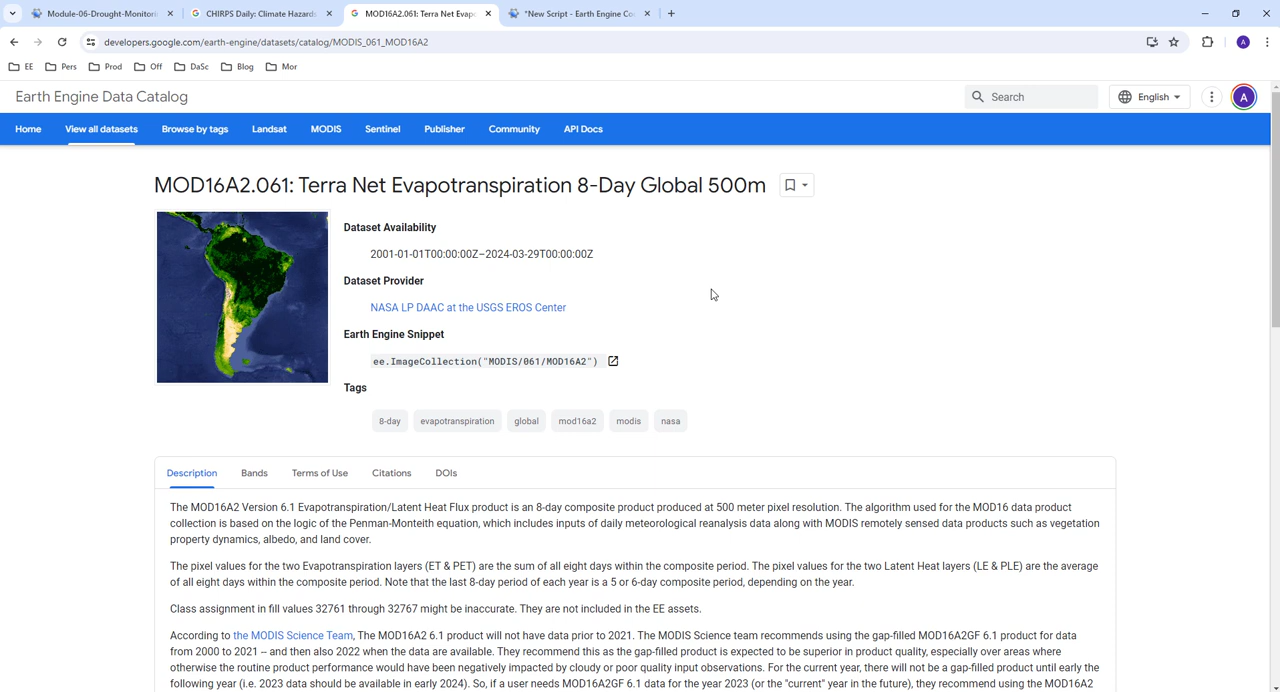 Module-06-Drought-Monitorin
CHIRPS Daily: Climate Hazards
MOD16A2.061: Terra Net Evapo
*New Script - Earth Engine Co
developers.google.com/earth-engine/datasets/catalog/MODIS_061_MOD16A2
A
EE
Pers
Prod
Off
DaSc
Blog
Mor
Earth Engine Data Catalog
Search
English
A
Home
View all datasets
Browse by tags
Landsat
MODIS
Sentinel
Publisher
Community
API Docs
MOD16A2.061: Terra Net Evapotranspiration 8-Day Global 500m
Dataset Availability
2001-01-01T00:00:00Z–2024-03-29T00:00:00Z
Dataset Provider
NASA LP DAAC at the USGS EROS Center
Earth Engine Snippet
ee.ImageCollection("MODIS/061/MOD16A2")
Tags
8-day
evapotranspiration
global
mod16a2
modis
nasa
Description
Bands
Terms of Use
Citations
DOIs
The MOD16A2 Version 6.1 Evapotranspiration/Latent Heat Flux product is an 8-day composite product produced at 500 meter pixel resolution. The algorithm used for the MOD16 data product
collection is based on the logic of the Penman-Monteith equation, which includes inputs of daily meteorological reanalysis data along with MODIS remotely sensed data products such as vegetation
property dynamics, albedo, and land cover.
The pixel values for the two Evapotranspiration layers (ET & PET) are the sum of all eight days within the composite period. The pixel values for the two Latent Heat layers (LE & PLE) are the average
of all eight days within the composite period. Note that the last 8-day period of each year is a 5 or 6-day composite period, depending on the year.
Class assignment in fill values 32761 through 32767 might be inaccurate. They are not included in the EE assets.
According to the MODIS Science Team, The MOD16A2 6.1 product will not have data prior to 2021. The MODIS Science team recommends using the gap-filled MOD16A2GF 6.1 product for data
from 2000 to 2021 -- and then also 2022 when the data are available. They recommend this as the gap-filled product is expected to be superior in product quality, especially over areas where
otherwise the routine product performance would have been negatively impacted by cloudy or poor quality input observations. For the current year, there will not be a gap-filled product until early the
following year (i.e. 2023 data should be available in early 2024). So, if a user needs MOD16A2GF 6.1 data for the year 2023 (or the "current" year in the future), they recommend using the MOD16A2